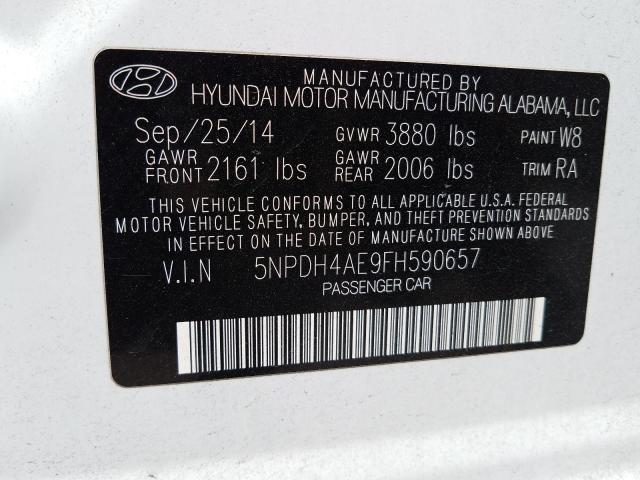 MANUFACTURED BY
HYUNDAI MOTOR MANUFACTURING ALABAMA, LLC
Sep/25/14 GVWR 3880 lbs PAINT W8
GAWR FRONT 2161 lbs GAWR REAR 2006 lbs TRIM RA
THIS VEHICLE CONFORMS TO ALL APPLICABLE U.S.A. FEDERAL
MOTOR VEHICLE SAFETY, BUMPER, AND THEFT PREVENTION STANDARDS
IN EFFECT ON THE DATE OF MANUFACTURE SHOWN ABOVE.
V.I.N 5NPDH4AE9FH590657
PASSENGER CAR